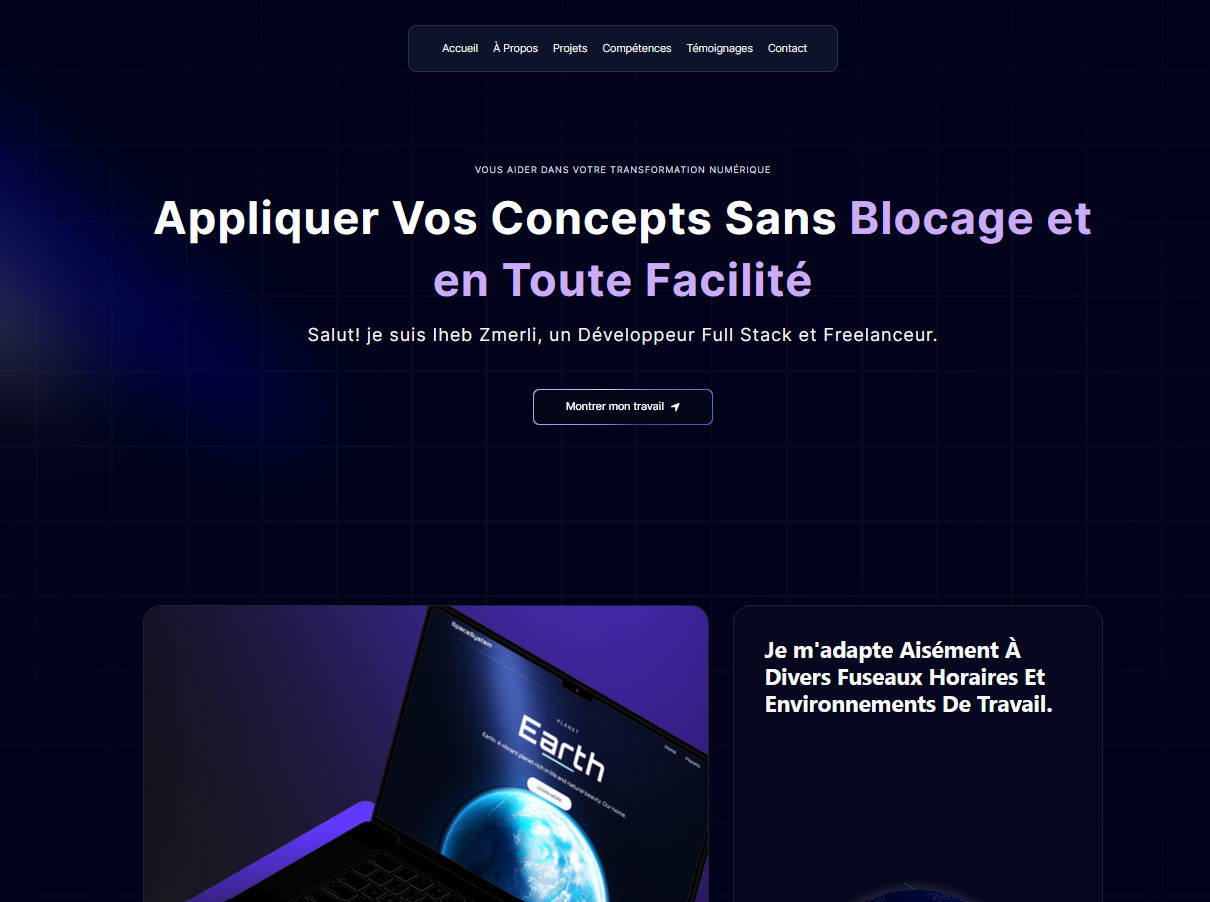 Accueil À Propos Projets Compétences Témoignages Contact
VOUS AIDER DANS VOTRE TRANSFORMATION NUMÉRIQUE
Appliquer Vos Concepts Sans Blocage et
en Toute Facilité
Salut! je suis Iheb Zmerli, un Développeur Full Stack et Freelanceur.
Montrer mon travail
SpaceSystem
Home Planets
PLANET
Earth
Earth: A vibrant planet rich in life and natural beauty. Our home.
LEARN MORE
Je m'adapte Aisément À
Divers Fuseaux Horaires Et
Environnements De Travail.